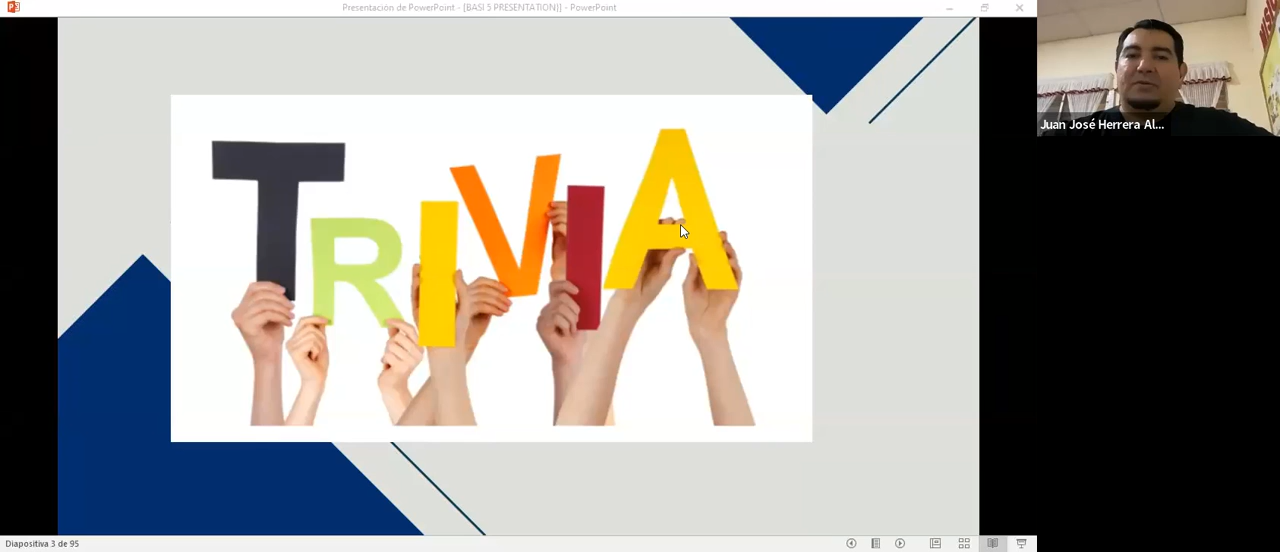 Presentación de PowerPoint - [BASI 5 PRESENTATION)] - PowerPoint
TRIVIA
Juan José Herrera Al...
Diapositiva 3 de 95